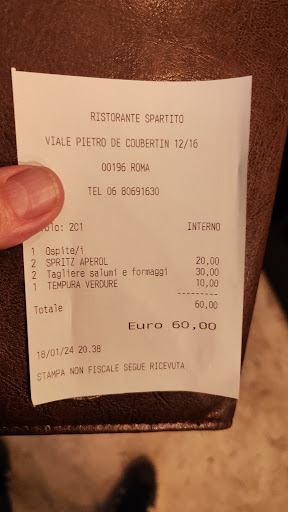 RISTORANTE SPARTITO
VIALE PIETRO DE COUBERTIN 12/16
00196 ROMA
TEL 06 80691630
201 INTERNO
1 Ospite/i
2 SPRITZ APEROL 20,00
2 Tagliere salumi e formaggi 30,00
1 TEMPURA VERDURE 10,00
---------
Totale 60,00
Euro 60,00
18/01/24 20.38
STAMPA NON FISCALE SEGUE RICEVUTA